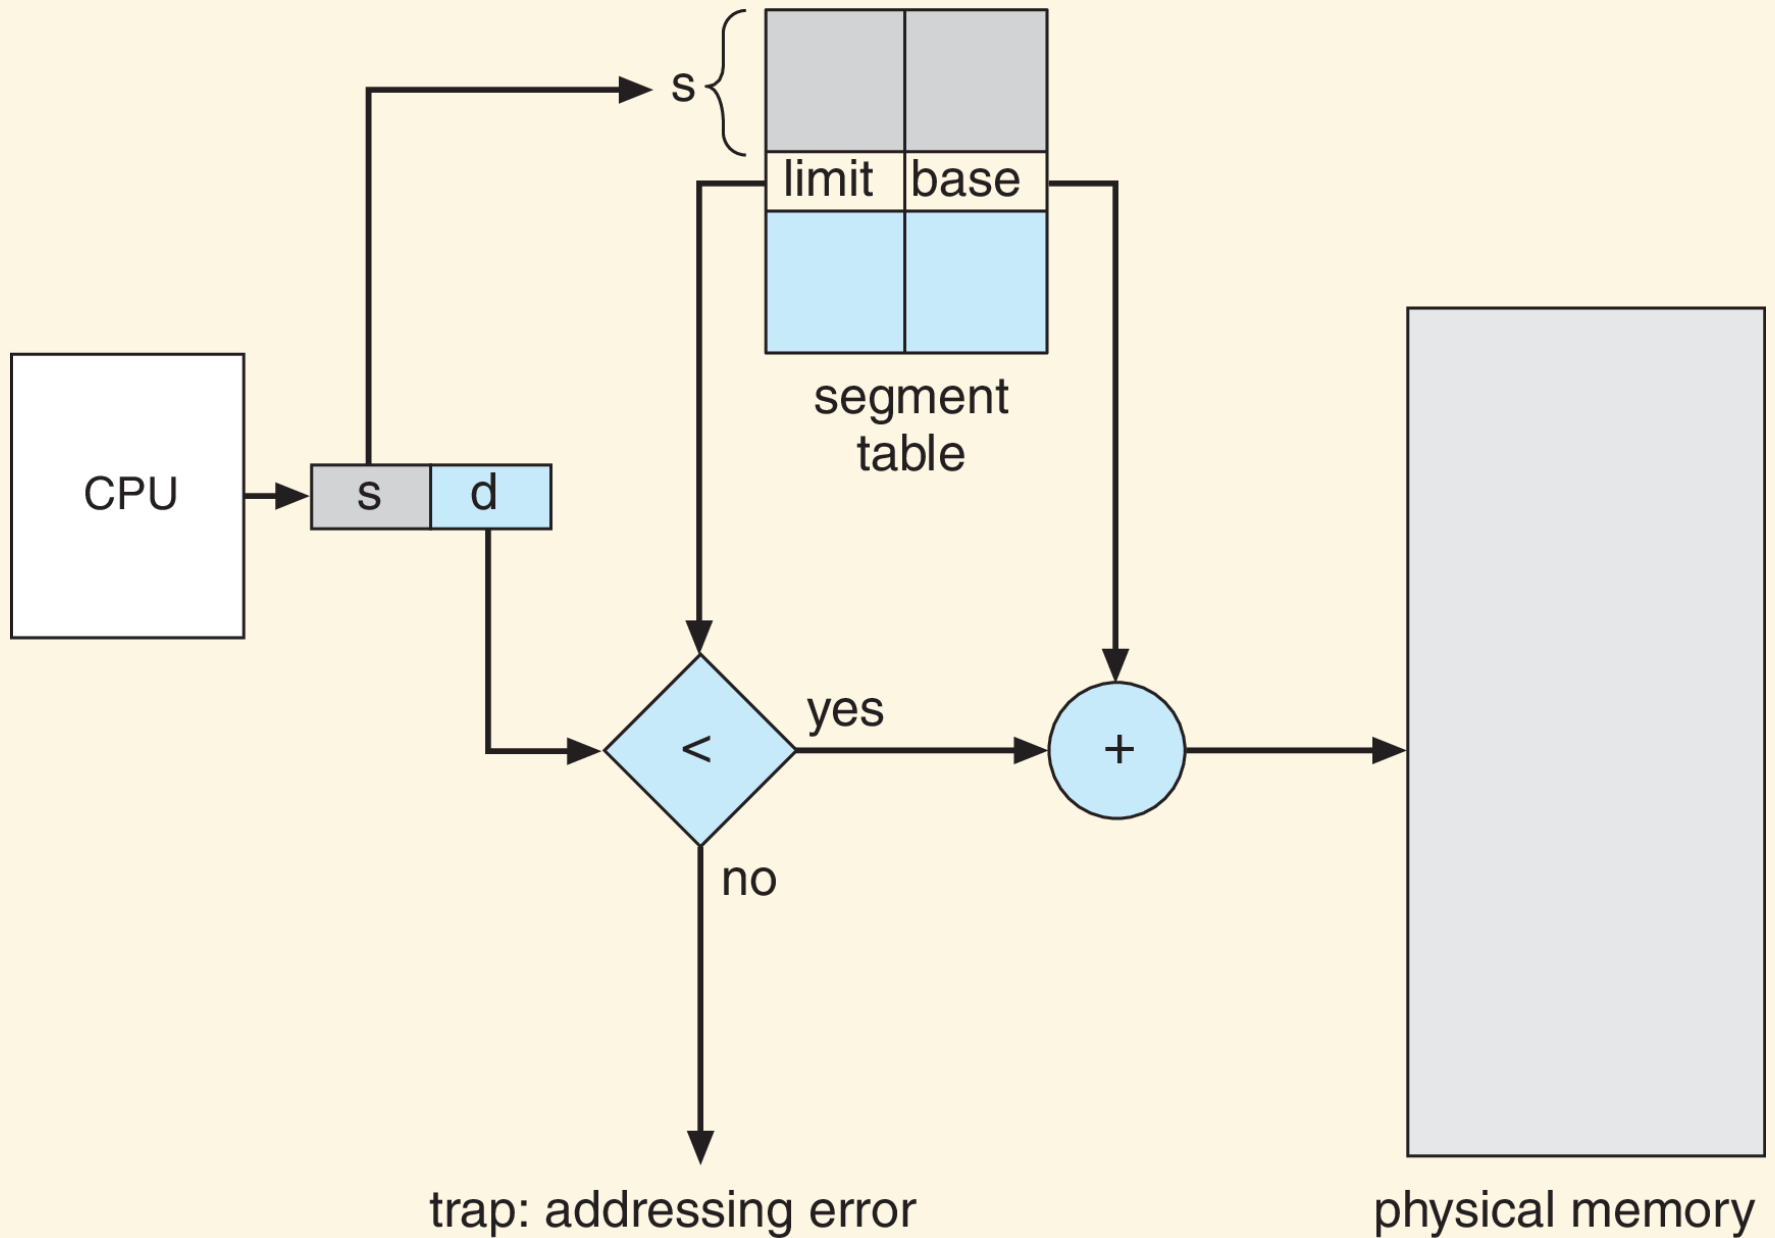 s
limit
base
segment
table
CPU
s
d
<
yes
+
no
trap: addressing error
physical memory